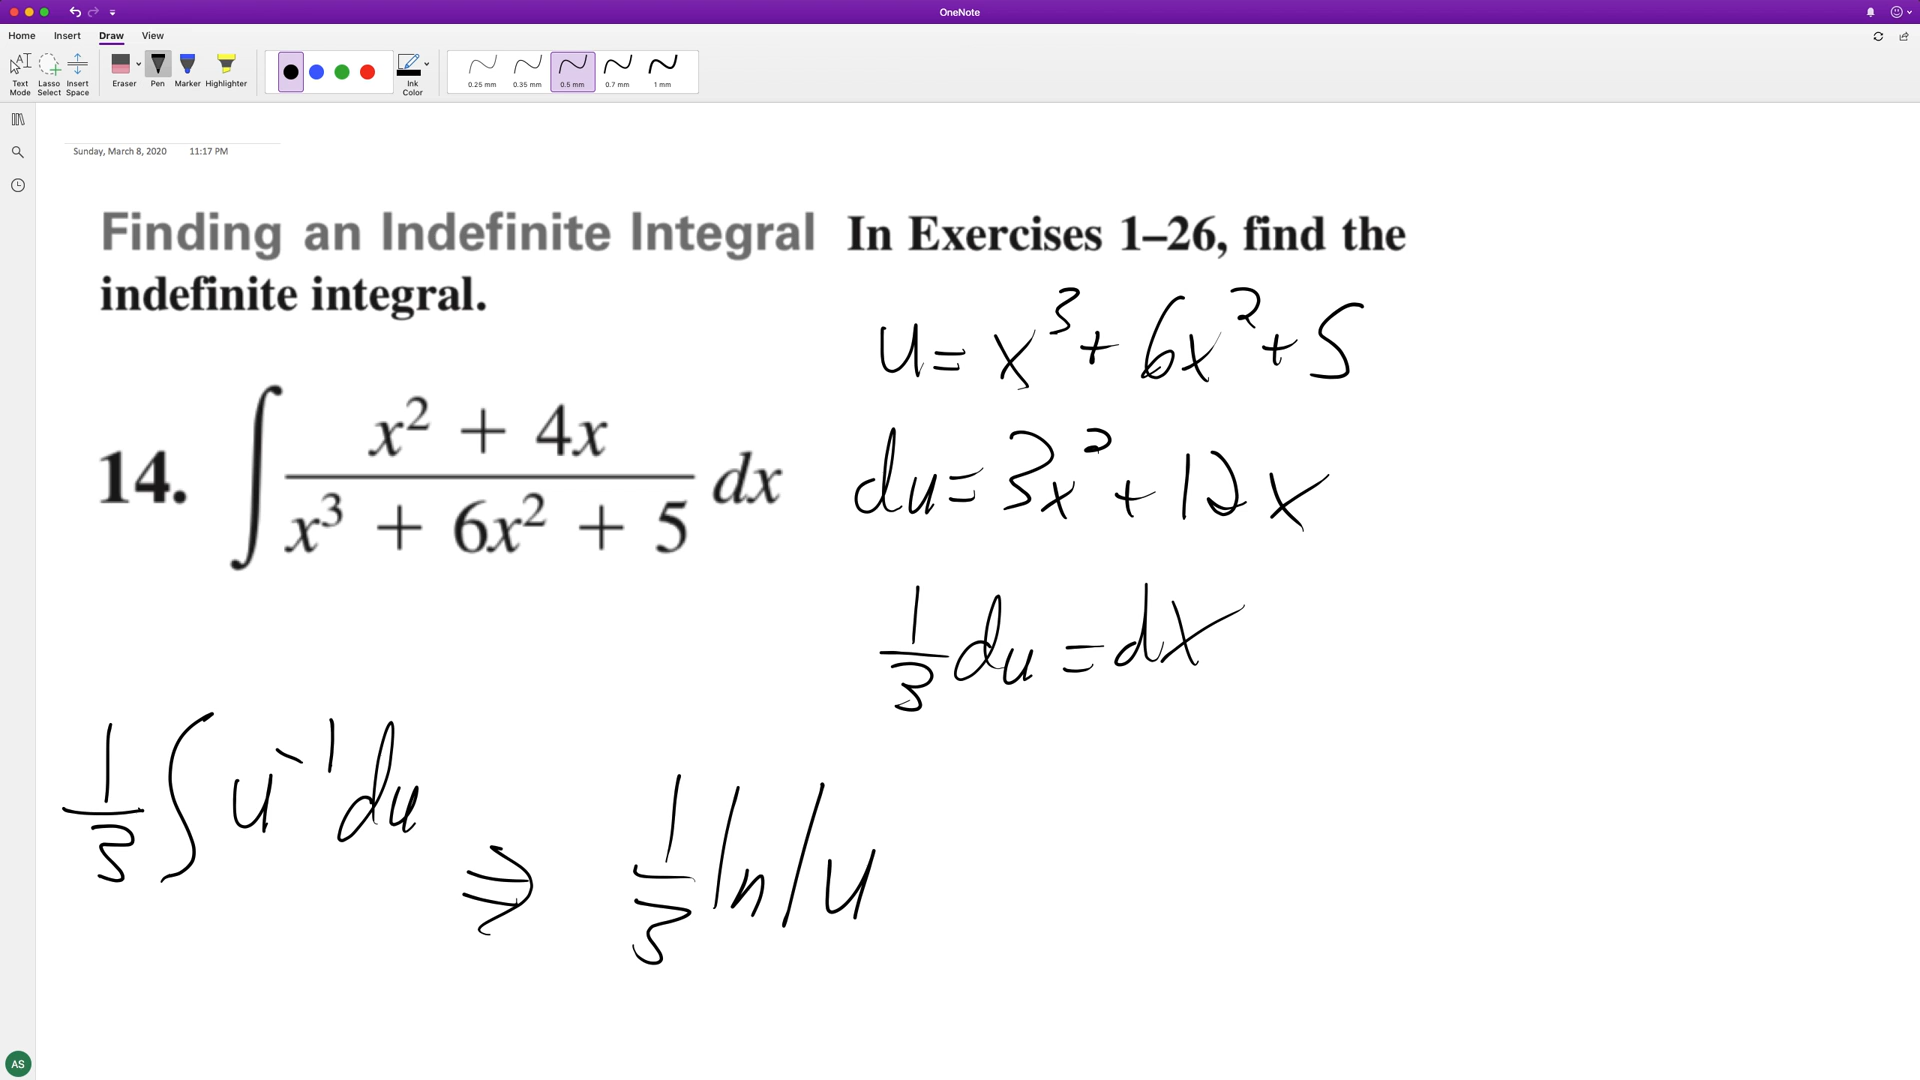 OneNote
Home Insert Draw View
Text Mode Lasso Select Insert Space Eraser Pen Marker Highlighter Ink Color 0.25 mm 0.35 mm 0.5 mm 0.7 mm 1 mm
Sunday, March 8, 2020 11:17 PM
Finding an Indefinite Integral In Exercises 1–26, find the
indefinite integral.
u = x³ + 6x² + 5
14. ∫ (x² + 4x)/(x³ + 6x² + 5) dx
du = 3x² + 12x
1/3 du = dx
1/3 ∫ u⁻¹ du ⇒ 1/3 ln|u
AS